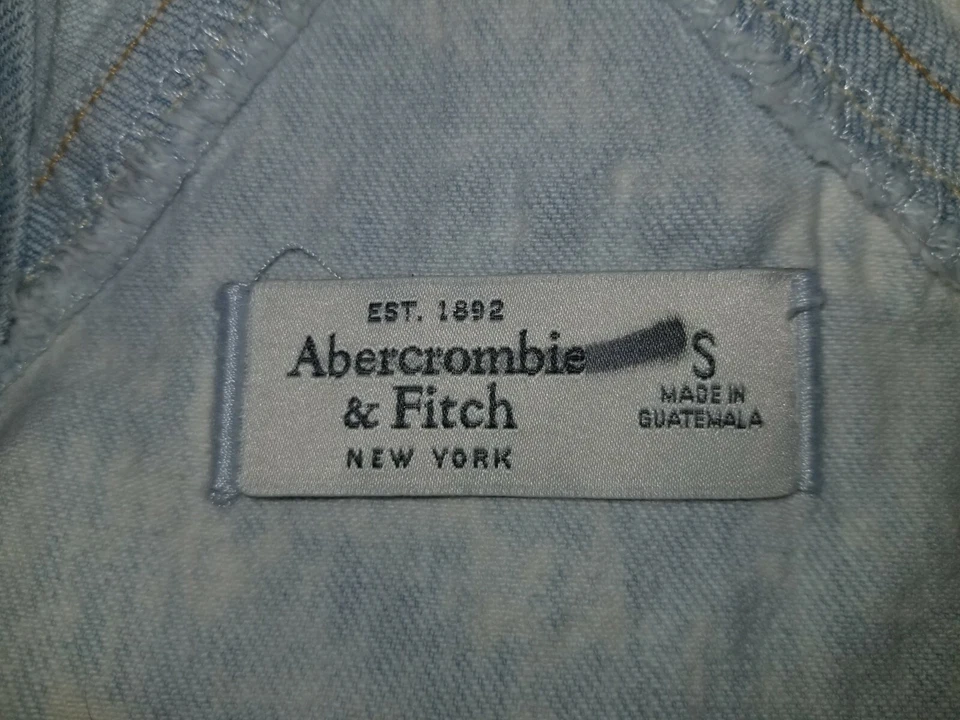 EST. 1892
Abercrombie
& Fitch
NEW YORK
S
MADE IN
GUATEMALA